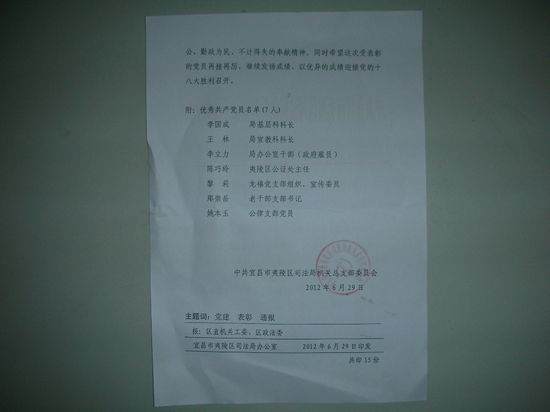 公、勤政为民、不计得失的奉献精神。同时希望这次受表彰
的党员再接再厉、继续发扬成绩，以优异的成绩迎接党的十
八大胜利召开。
附：优秀共产党员名单(7人)
李国成 局基层科科长
王 林 局宣教科科长
李立力 局办公室干部（政府雇员）
陈巧玲 夷陵区公证处主任
黎 莉 龙禧党支部组织、宣传委员
郑崇岳 老干部支部书记
姚本玉 公律支部党员
中共宜昌市夷陵区司法局机关总支部委员会
2012年6月29日
主题词：党建 表彰 通报
报：区直机关工委、区政法委
宜昌市夷陵区司法局办公室 2012年6月29日印发
共印15份